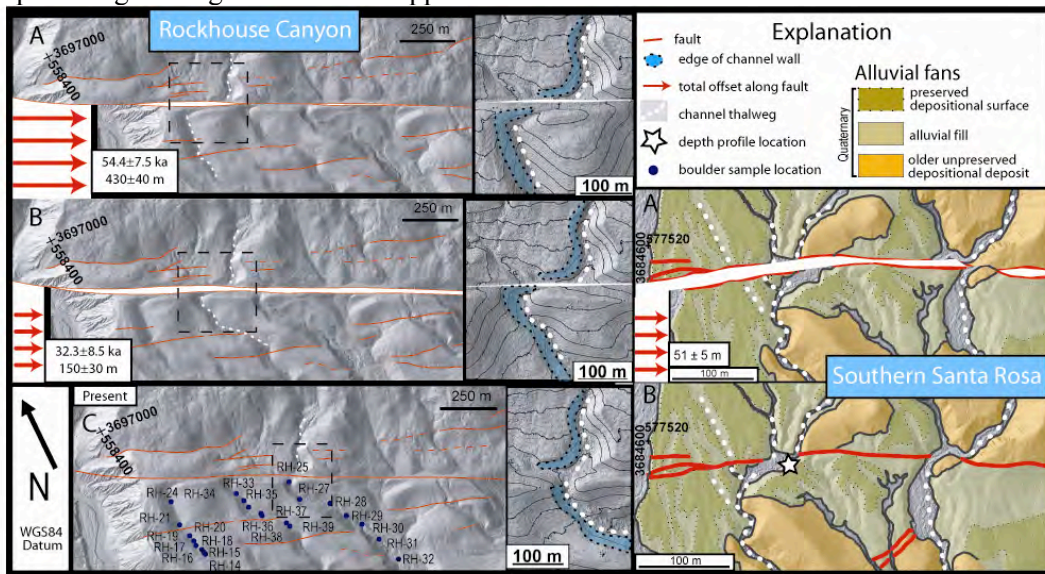 A
Rockhouse Canyon
+3697000
+558400
250 m
54.4±7.5 ka
430±40 m
100 m
B
+3697000
+558400
250 m
32.3±8.5 ka
150±30 m
100 m
N
WGS84
Datum
Present
C
+3697000
+558400
250 m
RH-25
RH-33
RH-24
RH-34
RH-35
RH-27
RH-28
RH-37
RH-29
RH-21
RH-20
RH-36
RH-39
RH-30
RH-19
RH-18
RH-38
RH-17
RH-15
RH-31
RH-16
RH-14
RH-32
100 m
Explanation
fault
edge of channel wall
total offset along fault
channel thalweg
depth profile location
boulder sample location
Alluvial fans
Quaternary
preserved
depositional surface
alluvial fill
older unpreserved
depositional deposit
A
577520
3684600
51 ± 5 m
100 m
Southern Santa Rosa
B
577520
3684600
100 m